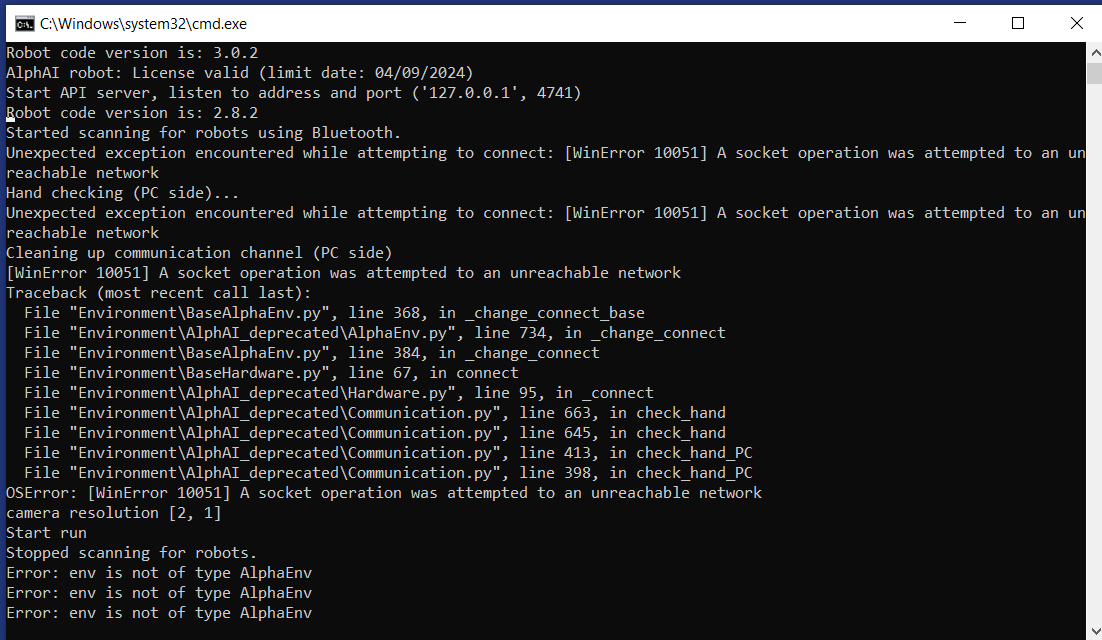 C:\Windows\system32\cmd.exe
Robot code version is: 3.0.2
AlphAI robot: License valid (limit date: 04/09/2024)
Start API server, listen to address and port ('127.0.0.1', 4741)
Robot code version is: 2.8.2
Started scanning for robots using Bluetooth.
Unexpected exception encountered while attempting to connect: [WinError 10051] A socket operation was attempted to an un
reachable network
Hand checking (PC side)...
Unexpected exception encountered while attempting to connect: [WinError 10051] A socket operation was attempted to an un
reachable network
Cleaning up communication channel (PC side)
[WinError 10051] A socket operation was attempted to an unreachable network
Traceback (most recent call last):
  File "Environment\BaseAlphaEnv.py", line 368, in _change_connect_base
  File "Environment\AlphAI_deprecated\AlphaEnv.py", line 734, in _change_connect
  File "Environment\BaseAlphaEnv.py", line 384, in _change_connect
  File "Environment\BaseHardware.py", line 67, in connect
  File "Environment\AlphAI_deprecated\Hardware.py", line 95, in _connect
  File "Environment\AlphAI_deprecated\Communication.py", line 663, in check_hand
  File "Environment\AlphAI_deprecated\Communication.py", line 645, in check_hand
  File "Environment\AlphAI_deprecated\Communication.py", line 413, in check_hand_PC
  File "Environment\AlphAI_deprecated\Communication.py", line 398, in check_hand_PC
OSError: [WinError 10051] A socket operation was attempted to an unreachable network
camera resolution [2, 1]
Start run
Stopped scanning for robots.
Error: env is not of type AlphaEnv
Error: env is not of type AlphaEnv
Error: env is not of type AlphaEnv